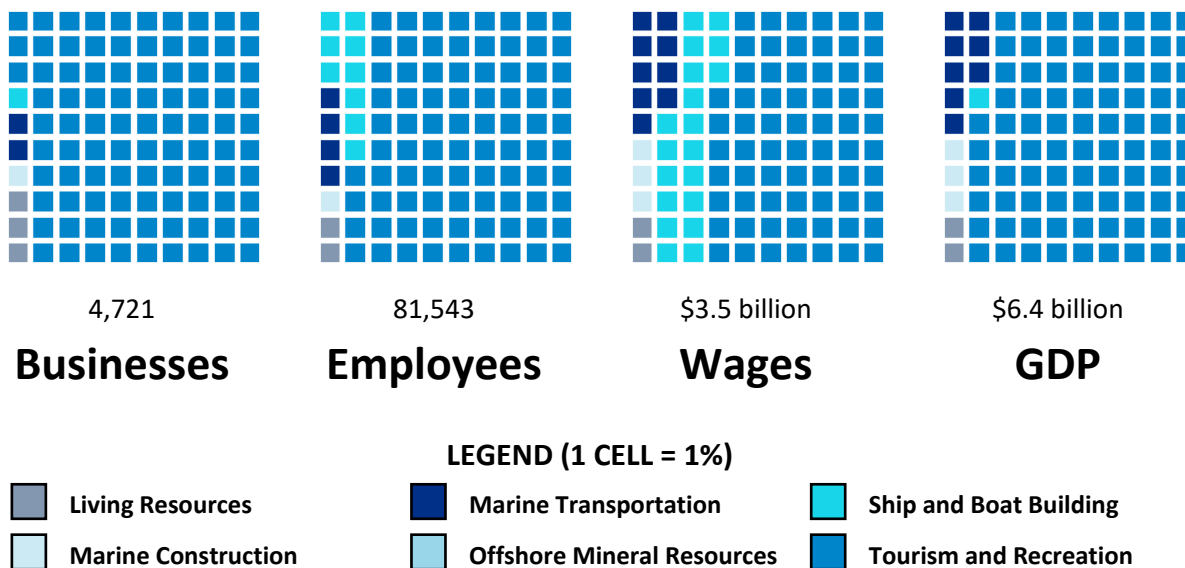 4,721 81,543 $3.5 billion $6.4 billion
Businesses Employees Wages GDP
LEGEND (1 CELL = 1%)
Living Resources Marine Transportation Ship and Boat Building
Marine Construction Offshore Mineral Resources Tourism and Recreation